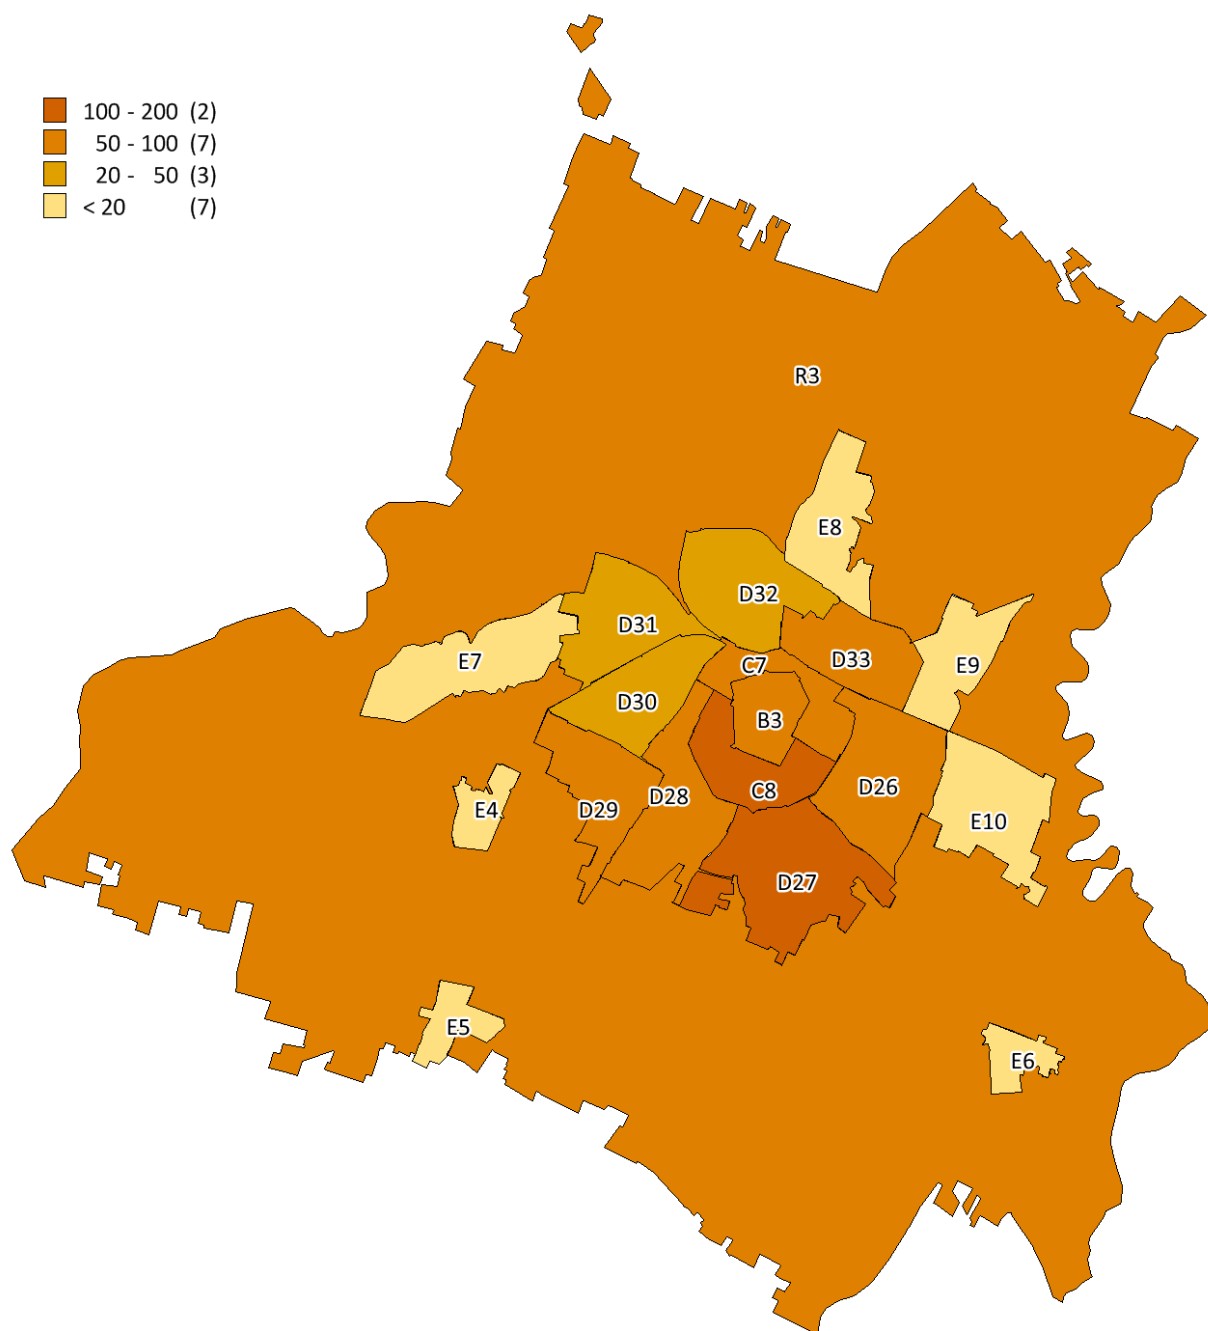 100 - 200 (2)
50 - 100 (7)
20 - 50 (3)
< 20 (7)
R3
E8
D32
D31
C7
D33
E9
E7
D30
B3
D26
C8
D28
D29
E4
E10
D27
E5
E6